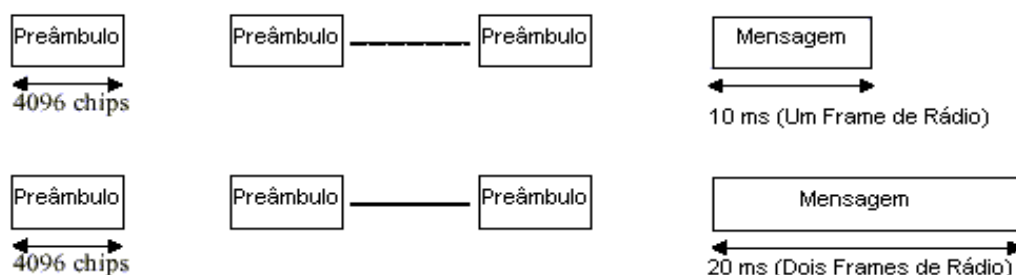 Preâmbulo Preâmbulo Preâmbulo Mensagem
4096 chips
10 ms (Um Frame de Rádio)
Preâmbulo Preâmbulo Preâmbulo Mensagem
4096 chips
20 ms (Dois Frames de Rádio)